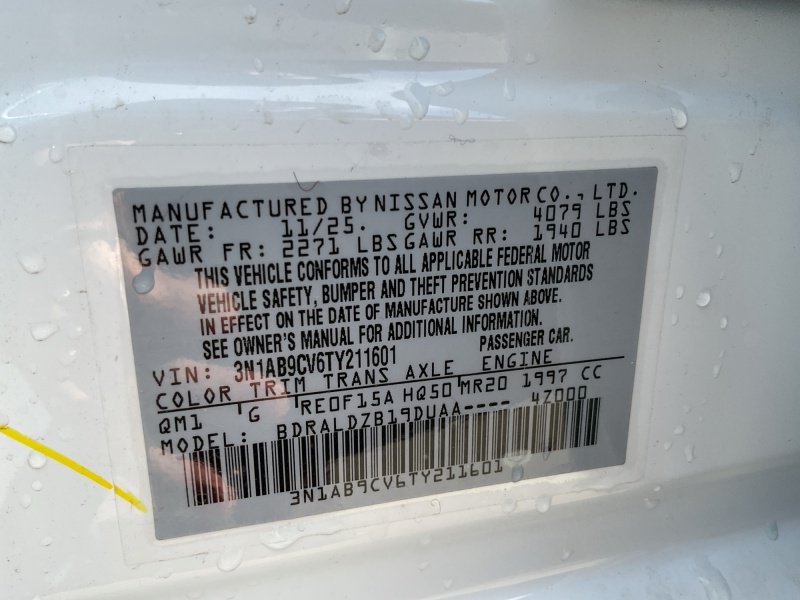 MANUFACTURED BY NISSAN MOTOR CO., LTD.
DATE: 11/25. GVWR: 4079 LBS
GAWR FR: 2271 LBS GAWR RR: 1940 LBS
THIS VEHICLE CONFORMS TO ALL APPLICABLE FEDERAL MOTOR
VEHICLE SAFETY, BUMPER AND THEFT PREVENTION STANDARDS
IN EFFECT ON THE DATE OF MANUFACTURE SHOWN ABOVE.
SEE OWNER'S MANUAL FOR ADDITIONAL INFORMATION.
VIN: 3N1AB9CV6TY211601 PASSENGER CAR.
COLOR TRIM TRANS AXLE ENGINE
QM1 G RE0F15A HQ50 MR20 1997 CC
MODEL: BDRALDZB19DUAA---- 47000
3N1AB9CV6TY211601